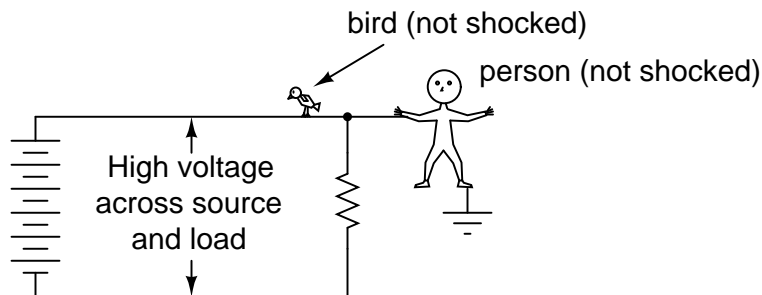 bird (not shocked)
person (not shocked)
High voltage
across source
and load